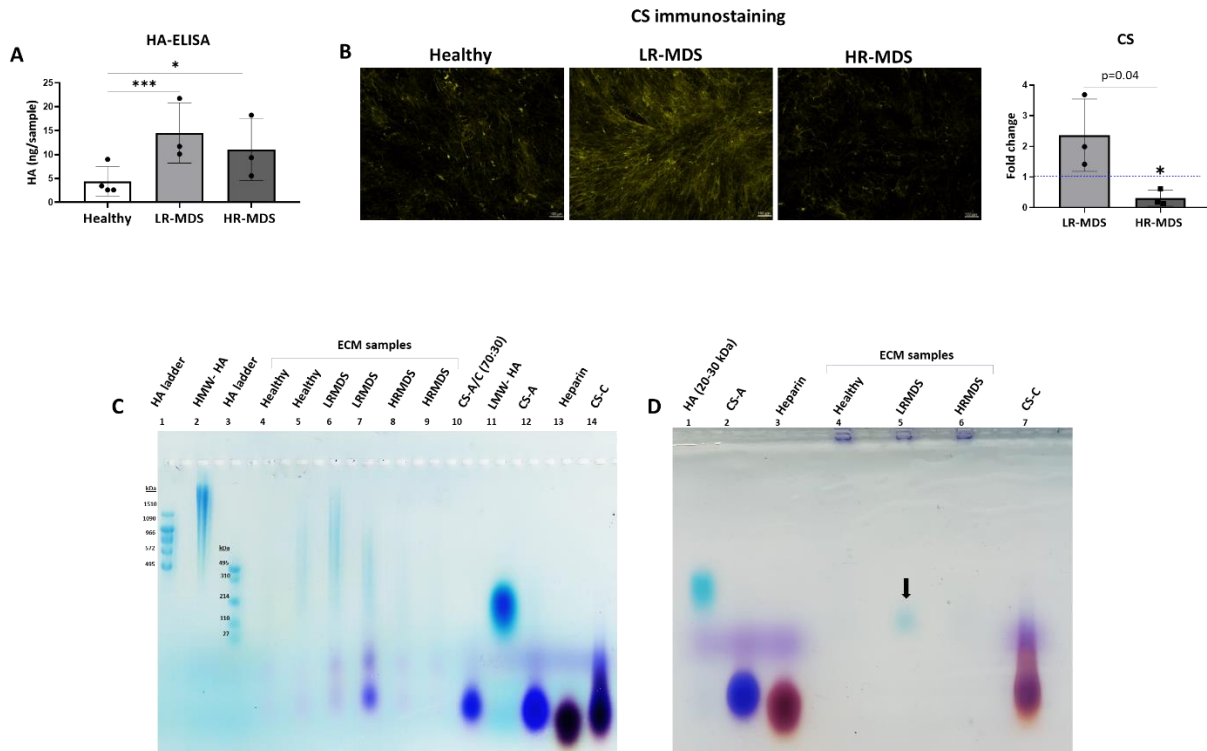 CS immunostaining
A
HA-ELISA
HA (ng/sample)
25
20
15
10
5
0
***
*
Healthy
LR-MDS
HR-MDS
B
Healthy
LR-MDS
HR-MDS
CS
p=0.04
Fold change
4
3
2
1
0
*
LR-MDS
HR-MDS
C
ECM samples
HA ladder
HMW- HA
HA ladder
Healthy
Healthy
LRMDS
LRMDS
HRMDS
HRMDS
CS-A/C (70:30)
LMW- HA
CS-A
Heparin
CS-C
1 2 3 4 5 6 7 8 9 10 11 12 13 14
kDa
1510
1090
966
572
495
kDa
495
310
214
110
27
D
ECM samples
HA (20-30 kDa)
CS-A
Heparin
Healthy
LRMDS
HRMDS
CS-C
1 2 3 4 5 6 7